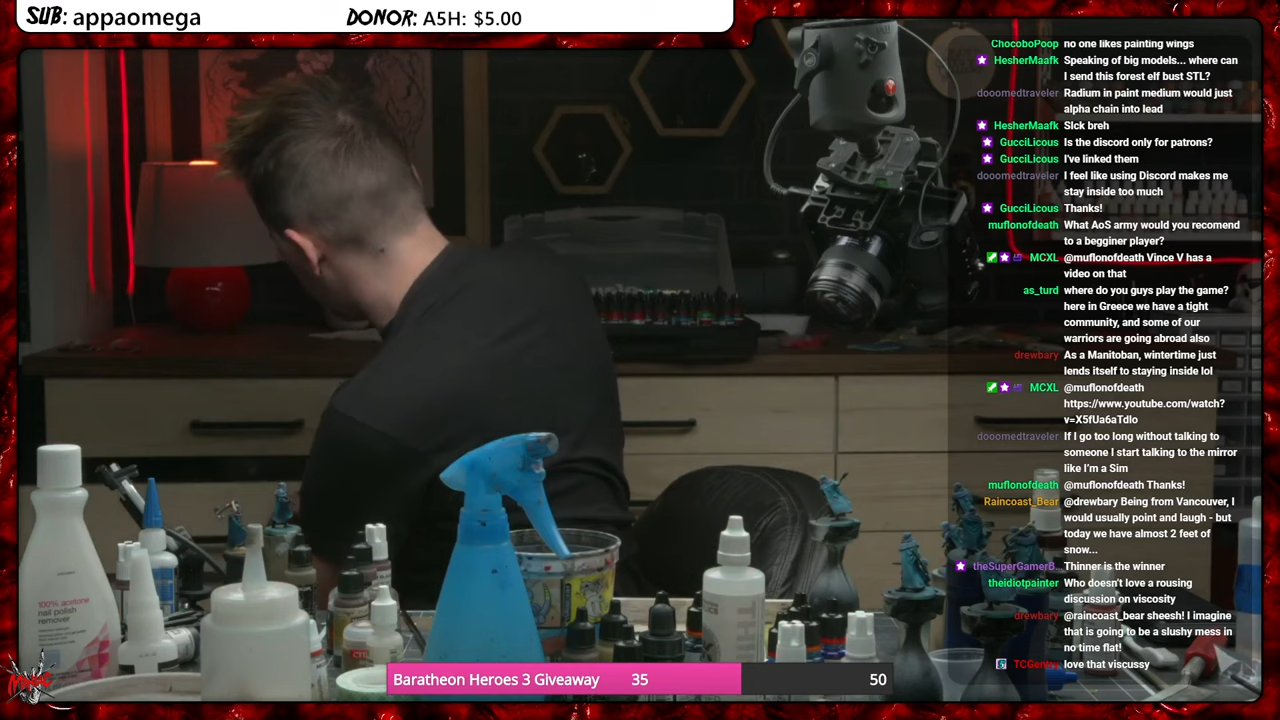 SUB: appaomega
DONOR: A5H: $5.00
ChocoboPoop no one likes painting wings
HesherMaafk Speaking of big models... where can
I send this forest elf bust STL?
dooomedtraveler Radium in paint medium would just
alpha chain into lead
HesherMaafk SIck breh
GucciLicous Is the discord only for patrons?
GucciLicous I've linked them
dooomedtraveler I feel like using Discord makes me
stay inside too much
GucciLicous Thanks!
muflonofdeath What AoS army would you recomend
to a begginer player?
MCXL @muflonofdeath Vince V has a
video on that
as_turd where do you guys play the game?
here in Greece we have a tight
community, and some of our
warriors are going abroad also
drewbary As a Manitoban, wintertime just
lends itself to staying inside lol
MCXL @muflonofdeath
https://www.youtube.com/watch?
v=X5fUa6aTdIo
dooomedtraveler If I go too long without talking to
someone I start talking to the mirror
like I'm a Sim
muflonofdeath @muflonofdeath Thanks!
Raincoast_Bear @drewbary Being from Vancouver, I
would usually point and laugh - but
today we have almost 2 feet of
snow...
theSuperGamerB... Thinner is the winner
theidiotpainter Who doesn't love a rousing
discussion on viscosity
drewbary @raincoast_bear sheesh! I imagine
that is going to be a slushy mess in
no time flat!
love that viscussy
100% acetone
nail polish
remover
Baratheon Heroes 3 Giveaway 35 50